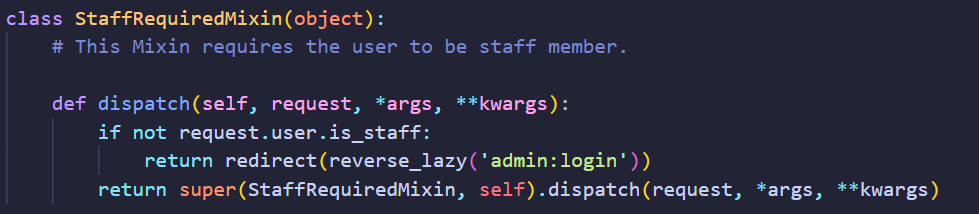 class StaffRequiredMixin(object):
    # This Mixin requires the user to be staff member.
    def dispatch(self, request, *args, **kwargs):
        if not request.user.is_staff:
            return redirect(reverse_lazy('admin:login'))
        return super(StaffRequiredMixin, self).dispatch(request, *args, **kwargs)